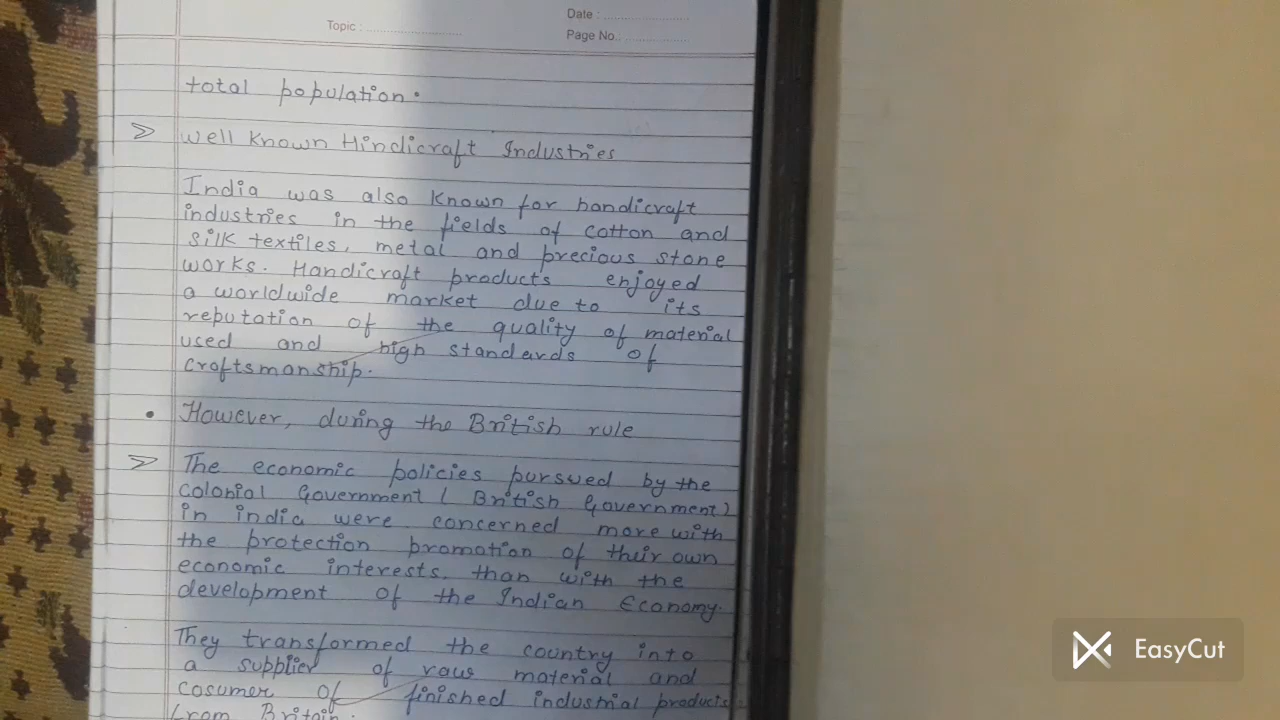 Date :
Topic :
Page No.
total population.
Well Known Hindicraft Industries
India was also known for handicraft
industries in the fields of cotton and
silk textiles, metal and precious stone
works. Handicraft products enjoyed
a worldwide market due to its
reputation of the quality of material
used and high standards of
craftsmanship.
• However, during the British rule
The economic policies pursued by the
colonial Government ( British Government)
in india were concerned more with
the protection promotion of their own
economic interests than with the
development of the Indian Economy.
They transformed the country into
a supplier of raw material and
cosumer of finished industrial products
from Britain.
EasyCut